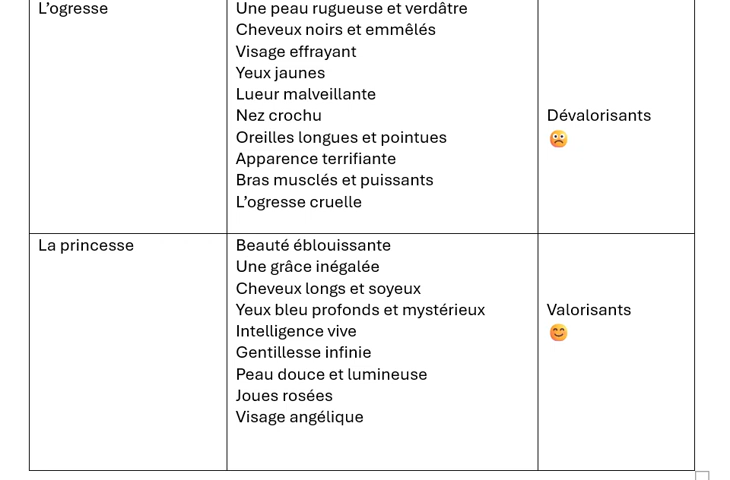 L’ogresse
Une peau rugueuse et verdâtre
Cheveux noirs et emmêlés
Visage effrayant
Yeux jaunes
Lueur malveillante
Nez crochu
Oreilles longues et pointues
Apparence terrifiante
Bras musclés et puissants
L’ogresse cruelle
Dévalorisants
La princesse
Beauté éblouissante
Une grâce inégalée
Cheveux longs et soyeux
Yeux bleu profonds et mystérieux
Intelligence vive
Gentillesse infinie
Peau douce et lumineuse
Joues rosées
Visage angélique
Valorisants